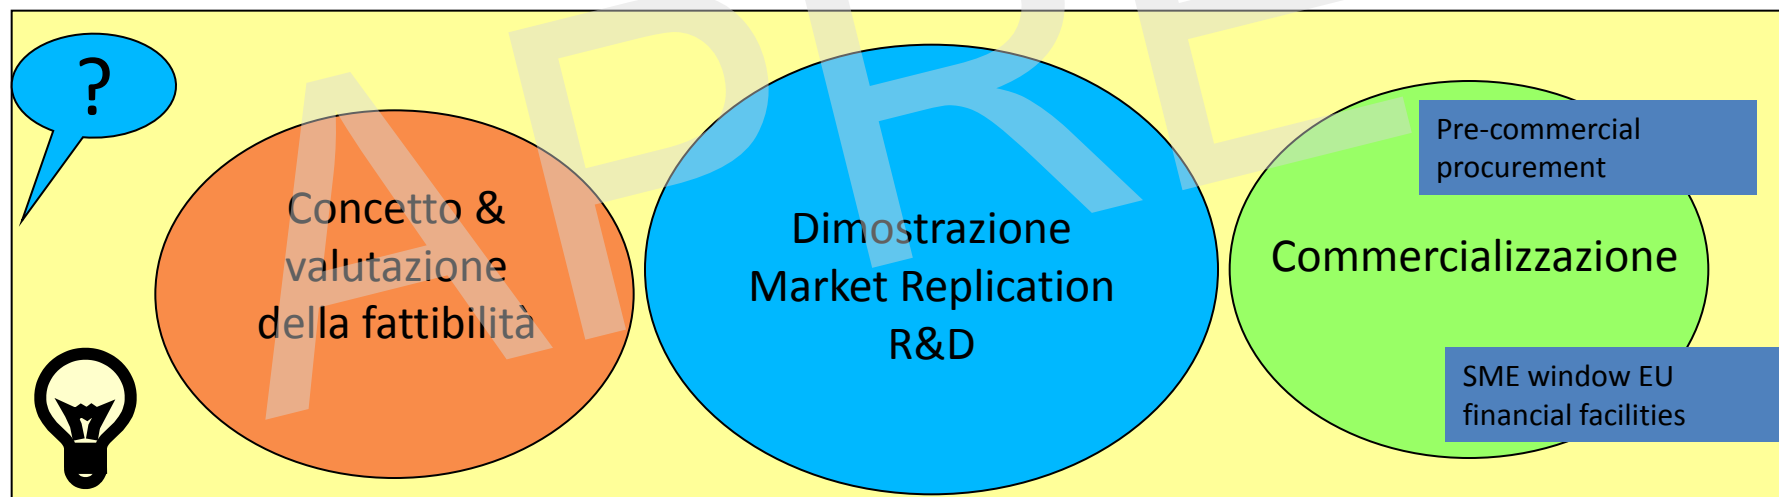 ?
Concetto &
valutazione
della fattibilità
Dimostrazione
Market Replication
R&D
Commercializzazione
Pre-commercial
procurement
SME window EU
financial facilities
APRE